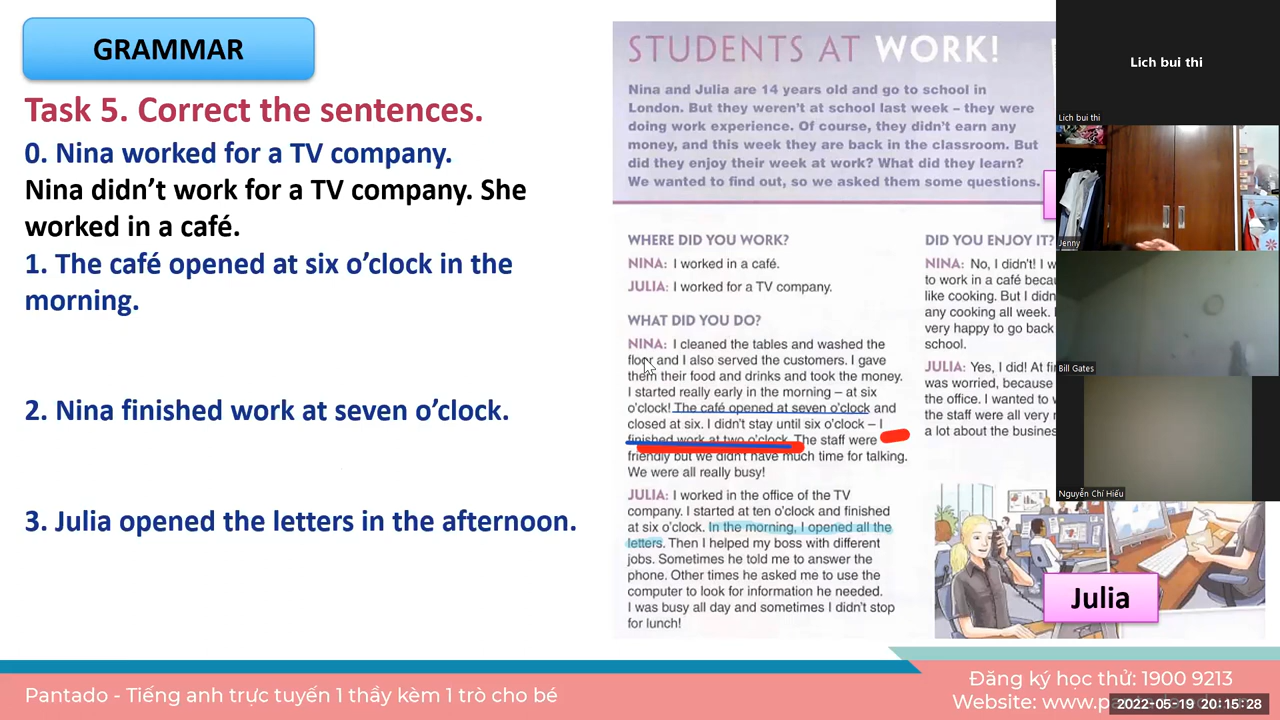 GRAMMAR
Task 5. Correct the sentences.
0. Nina worked for a TV company.
Nina didn’t work for a TV company. She
worked in a café.
1. The café opened at six o’clock in the
morning.
2. Nina finished work at seven o’clock.
3. Julia opened the letters in the afternoon.
STUDENTS AT WORK!
Nina and Julia are 14 years old and go to school in
London. But they weren’t at school last week – they were
doing work experience. Of course, they didn’t earn any
money, and this week they are back in the classroom. But
did they enjoy their week at work? What did they learn?
We wanted to find out, so we asked them some questions.
WHERE DID YOU WORK?
NINA: I worked in a café.
JULIA: I worked for a TV company.
WHAT DID YOU DO?
NINA: I cleaned the tables and washed the
floor and I also served the customers. I gave
them their food and drinks and took the money.
I started really early in the morning – at six
o’clock! The café opened at seven o’clock and
closed at six. I didn’t stay until six o’clock – I
finished work at two o’clock. The staff were
friendly but we didn’t have much time for talking.
We were all really busy!
JULIA: I worked in the office of the TV
company. I started at ten o’clock and finished
at six o’clock. In the morning, I opened all the
letters. Then I helped my boss with different
jobs. Sometimes he told me to answer the
phone. Other times he asked me to use the
computer to look for information he needed.
I was busy all day and sometimes I didn’t stop
for lunch!
DID YOU ENJOY IT?
NINA: No, I didn’t! I w
to work in a café beca
like cooking. But I didn
any cooking all week. I
very happy to go back
school.
JULIA: Yes, I did! At fi
was worried, because
the office. I wanted to
the staff were all very
a lot about the busines
Julia
Lich bui thi
Lich bui thi
Jenny
Bill Gates
Nguyễn Chí Hiếu
Pantado - Tiếng anh trực tuyến 1 thầy kèm 1 trò cho bé
Đăng ký học thử: 1900 9213
Website: www.p
2022-05-19 20:15:28